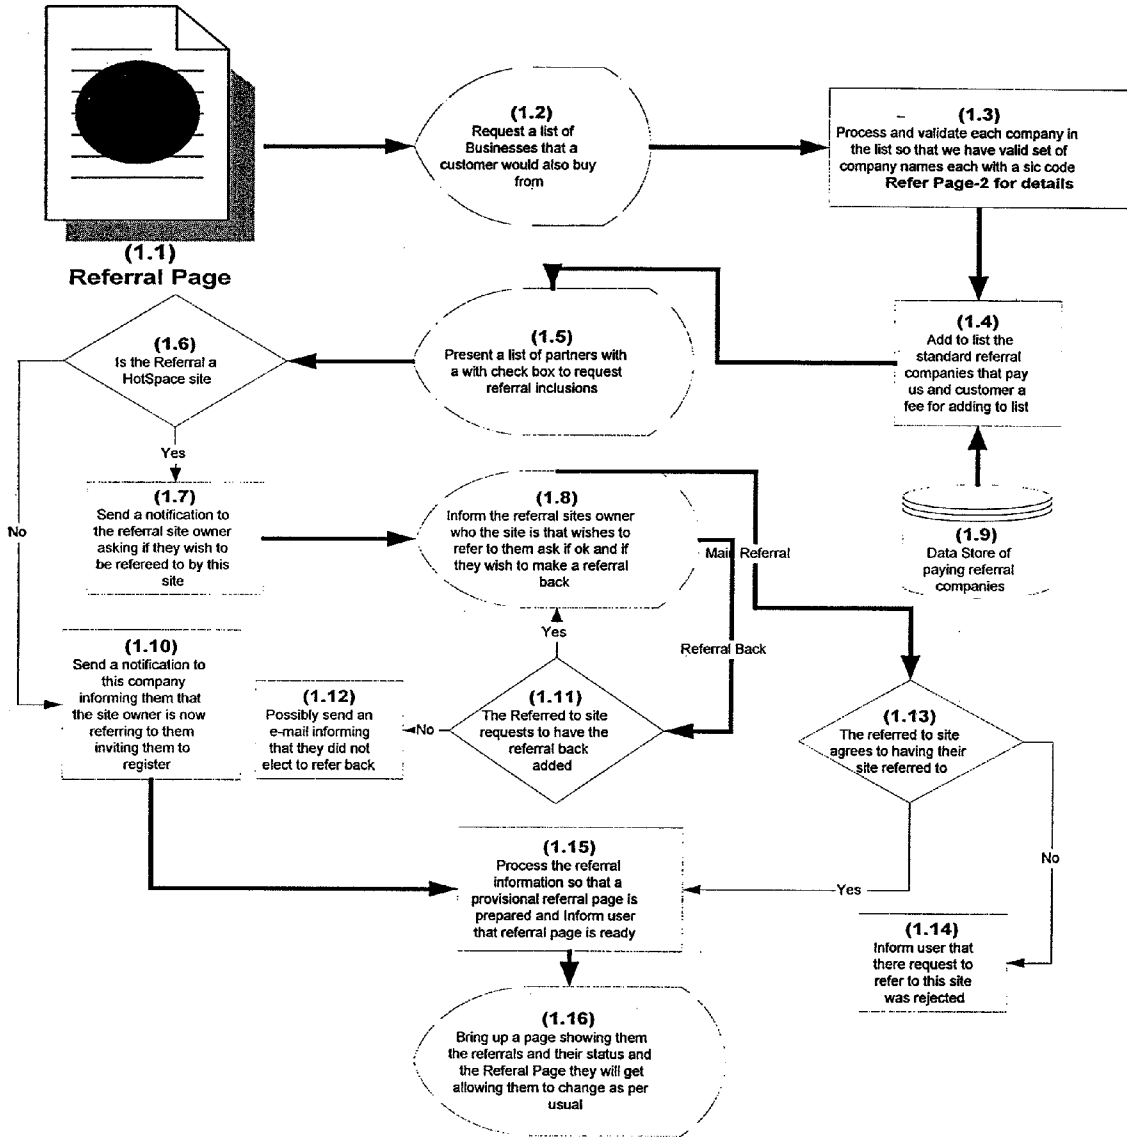 (1.1)
Referral Page
(1.2)
Request a list of
Businesses that a
customer would also buy
from
(1.3)
Process and validate each company in
the list so that we have valid set of
company names each with a sic code
Refer Page-2 for details
(1.4)
Add to list the
standard referral
companies that pay
us and customer a
fee for adding to list
(1.5)
Present a list of partners with
a with check box to request
referral inclusions
(1.6)
Is the Referral a
HotSpace site
Yes
No
(1.7)
Send a notification to
the referral site owner
asking if they wish to
be refereed to by this
site
(1.8)
Inform the referral sites owner
who the site is that wishes to
refer to them ask if ok and if
they wish to make a referral
back
Main Referral
Referral Back
(1.9)
Data Store of
paying referral
companies
(1.10)
Send a notification to
this company
informing them that
the site owner is now
referring to them
inviting them to
register
(1.12)
Possibly send an
e-mail informing
that they did not
elect to refer back
No
Yes
(1.11)
The Referred to site
requests to have the
referral back
added
(1.13)
The referred to site
agrees to having their
site referred to
No
Yes
(1.15)
Process the referral
information so that a
provisional referral page is
prepared and Inform user
that referral page is ready
(1.14)
Inform user that
there request to
refer to this site
was rejected
(1.16)
Bring up a page showing them
the referrals and their status and
the Referal Page they will get
allowing them to change as per
usual